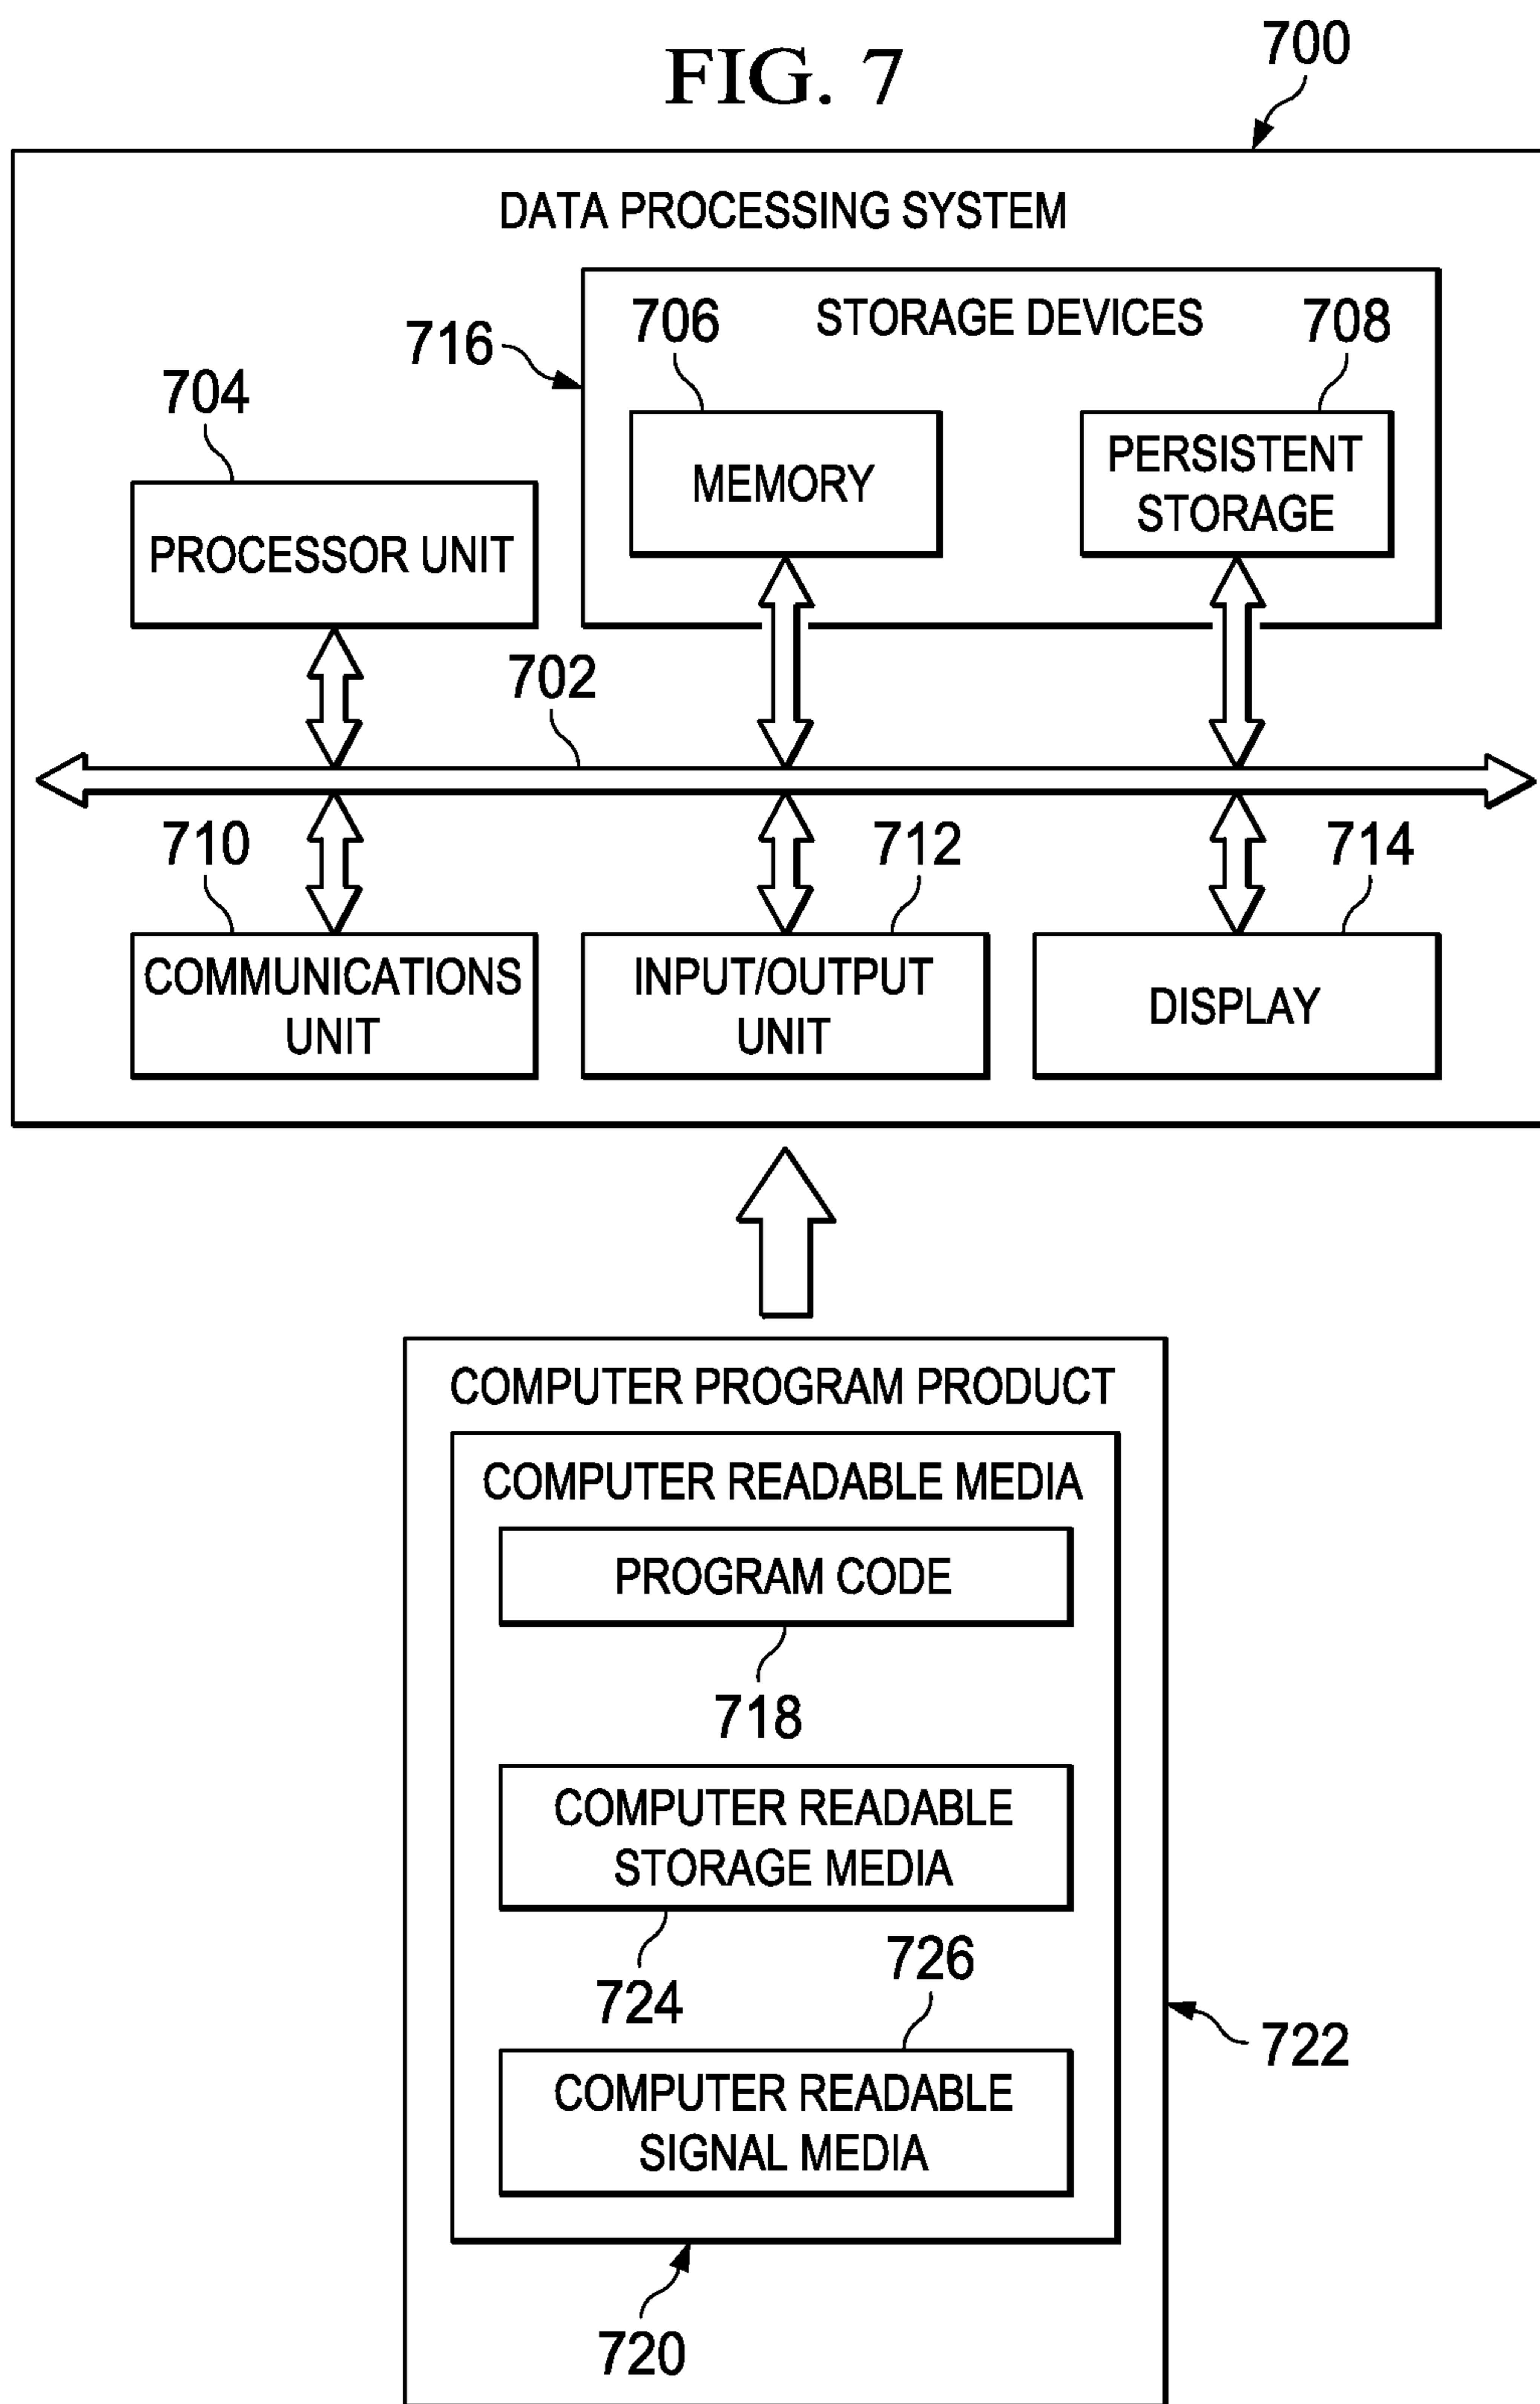 FIG. 7
700
DATA PROCESSING SYSTEM
716
706
STORAGE DEVICES
708
704
MEMORY
PERSISTENT
STORAGE
PROCESSOR UNIT
702
710
712
714
COMMUNICATIONS
UNIT
INPUT/OUTPUT
UNIT
DISPLAY
COMPUTER PROGRAM PRODUCT
COMPUTER READABLE MEDIA
PROGRAM CODE
718
COMPUTER READABLE
STORAGE MEDIA
724
726
722
COMPUTER READABLE
SIGNAL MEDIA
720